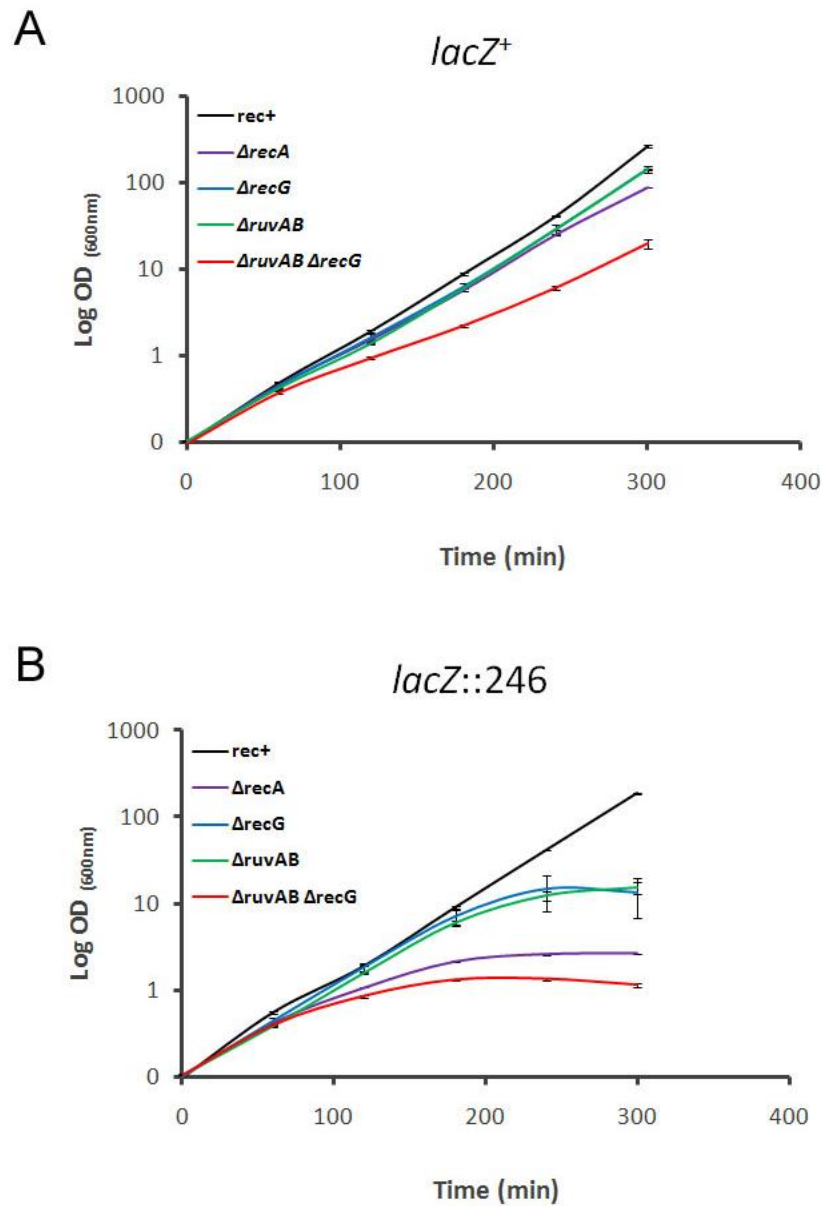 A
lacZ+
1000
100
10
1
0
Log OD (600nm)
rec+
ΔrecA
ΔrecG
ΔruvAB
ΔruvAB ΔrecG
0 100 200 300 400
Time (min)
B
lacZ::246
1000
100
10
1
0
Log OD (600nm)
rec+
ΔrecA
ΔrecG
ΔruvAB
ΔruvAB ΔrecG
0 100 200 300 400
Time (min)